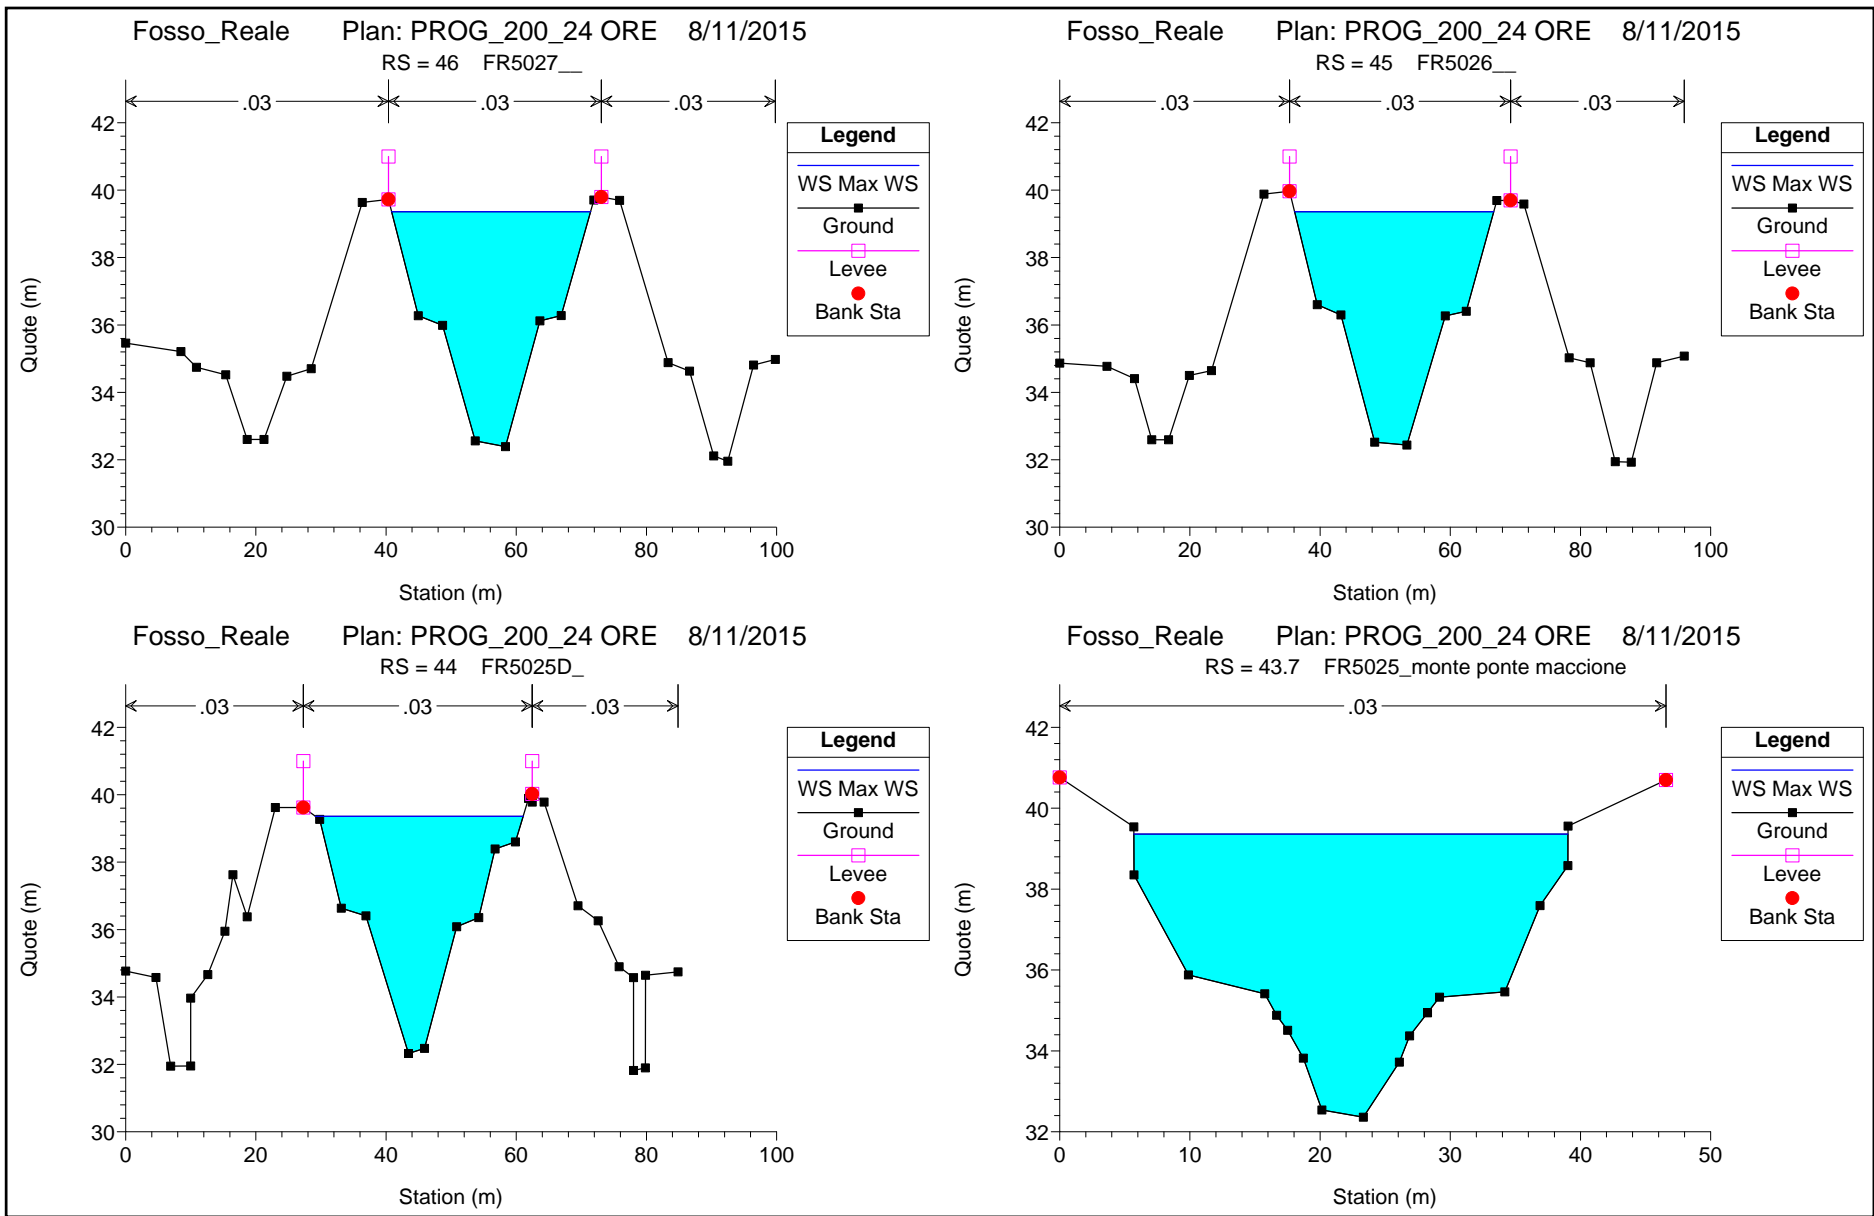 Fosso_Reale Plan: PROG_200_24 ORE 8/11/2015
RS = 46 FR5027__
.03 .03 .03
42
40
38
36
34
32
30
0 20 40 60 80 100
Quote (m)
Station (m)
Legend
WS Max WS
Ground
Levee
Bank Sta
Fosso_Reale Plan: PROG_200_24 ORE 8/11/2015
RS = 45 FR5026__
.03 .03 .03
42
40
38
36
34
32
30
0 20 40 60 80 100
Quote (m)
Station (m)
Legend
WS Max WS
Ground
Levee
Bank Sta
Fosso_Reale Plan: PROG_200_24 ORE 8/11/2015
RS = 44 FR5025D_
.03 .03 .03
42
40
38
36
34
32
30
0 20 40 60 80 100
Quote (m)
Station (m)
Legend
WS Max WS
Ground
Levee
Bank Sta
Fosso_Reale Plan: PROG_200_24 ORE 8/11/2015
RS = 43.7 FR5025_monte ponte maccione
.03
42
40
38
36
34
32
0 10 20 30 40 50
Quote (m)
Station (m)
Legend
WS Max WS
Ground
Levee
Bank Sta